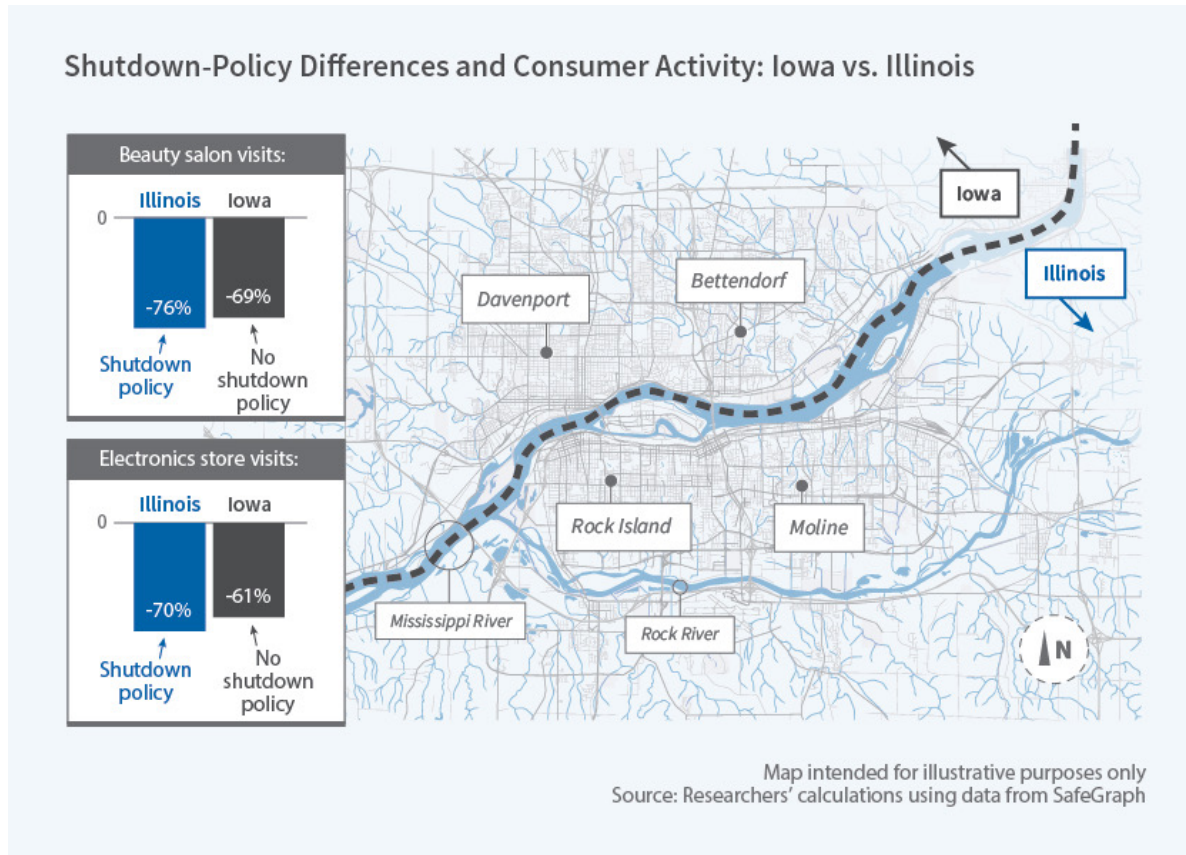 Shutdown-Policy Differences and Consumer Activity: Iowa vs. Illinois
Beauty salon visits:
Illinois Iowa
0
-76% -69%
Shutdown
policy
No
shutdown
policy
Electronics store visits:
Illinois Iowa
0
-70% -61%
Shutdown
policy
No
shutdown
policy
Iowa
Illinois
Bettendorf
Davenport
Rock Island
Moline
Mississippi River
Rock River
N
Map intended for illustrative purposes only
Source: Researchers' calculations using data from SafeGraph